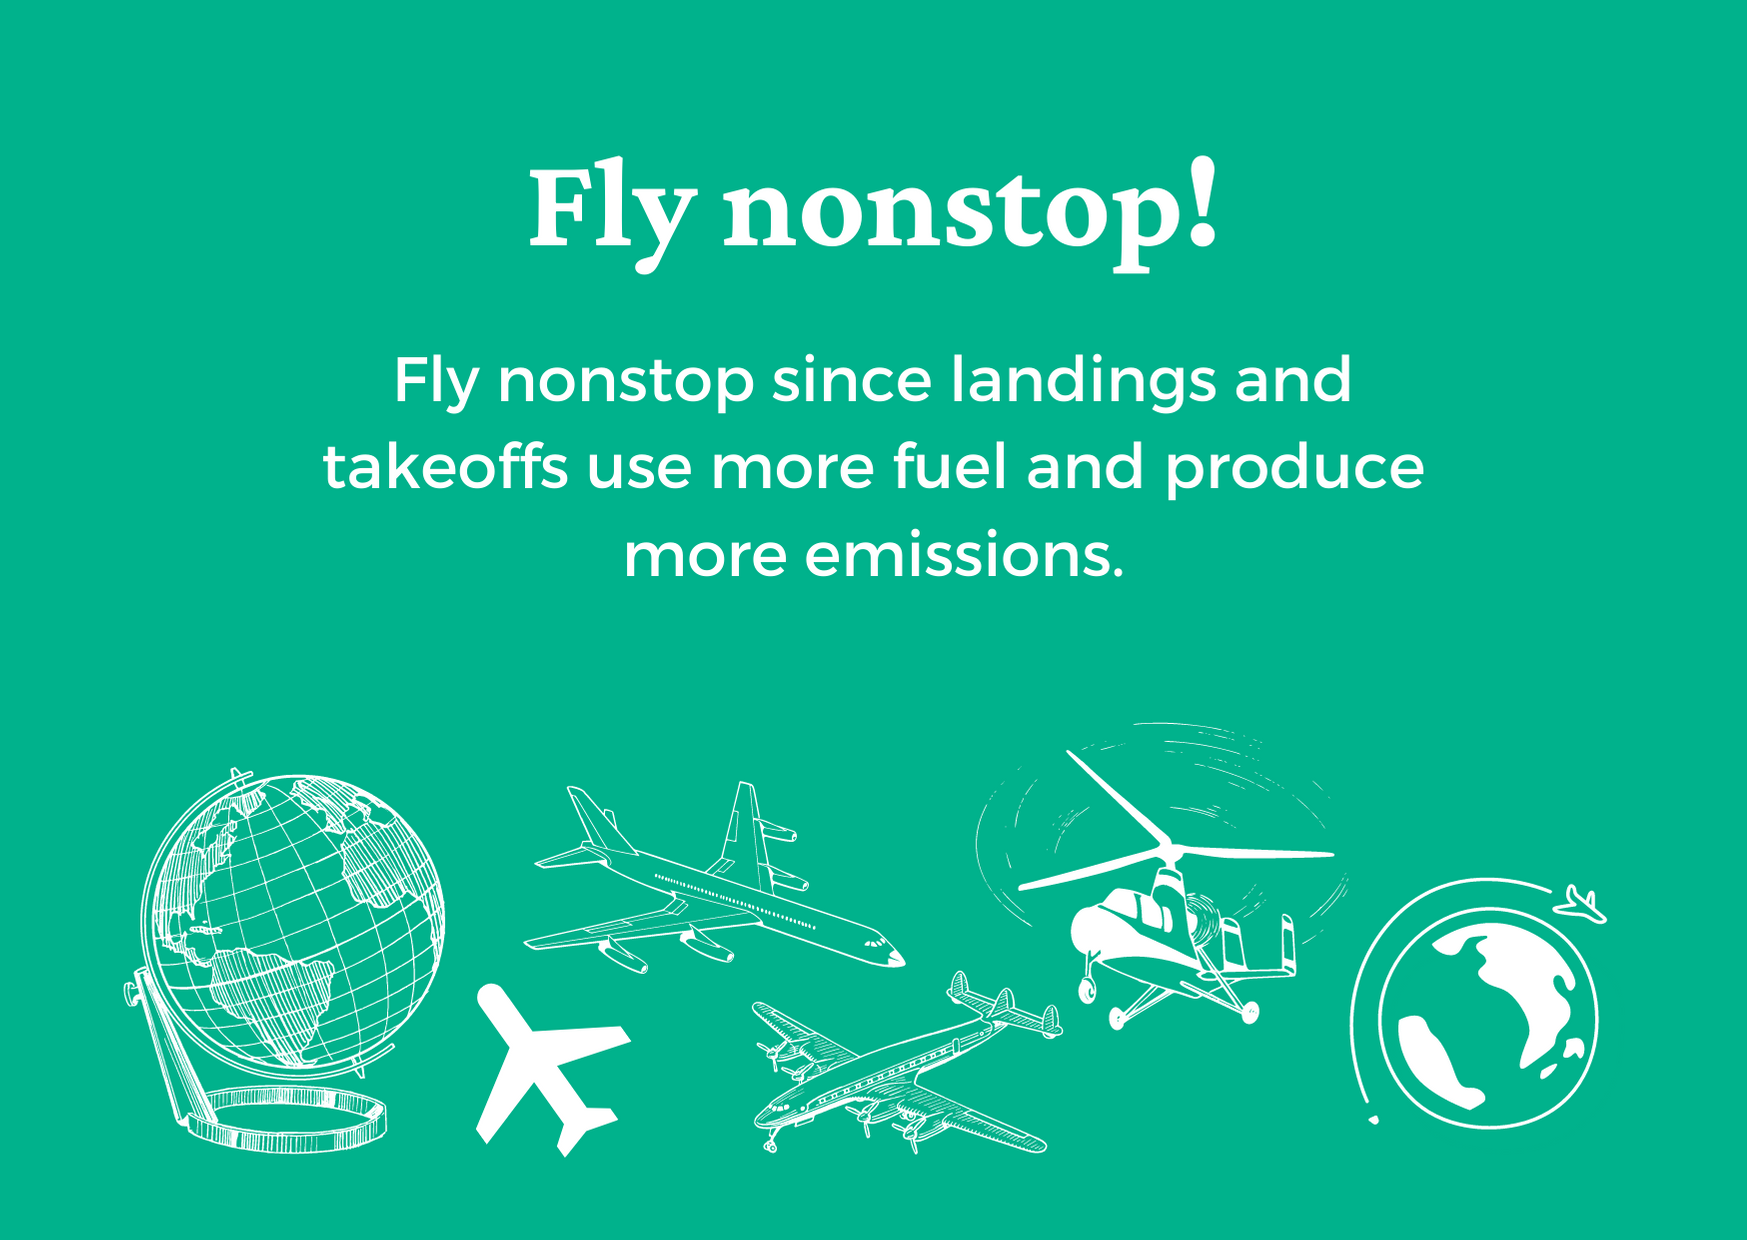 Fly nonstop!
Fly nonstop since landings and
takeoffs use more fuel and produce
more emissions.